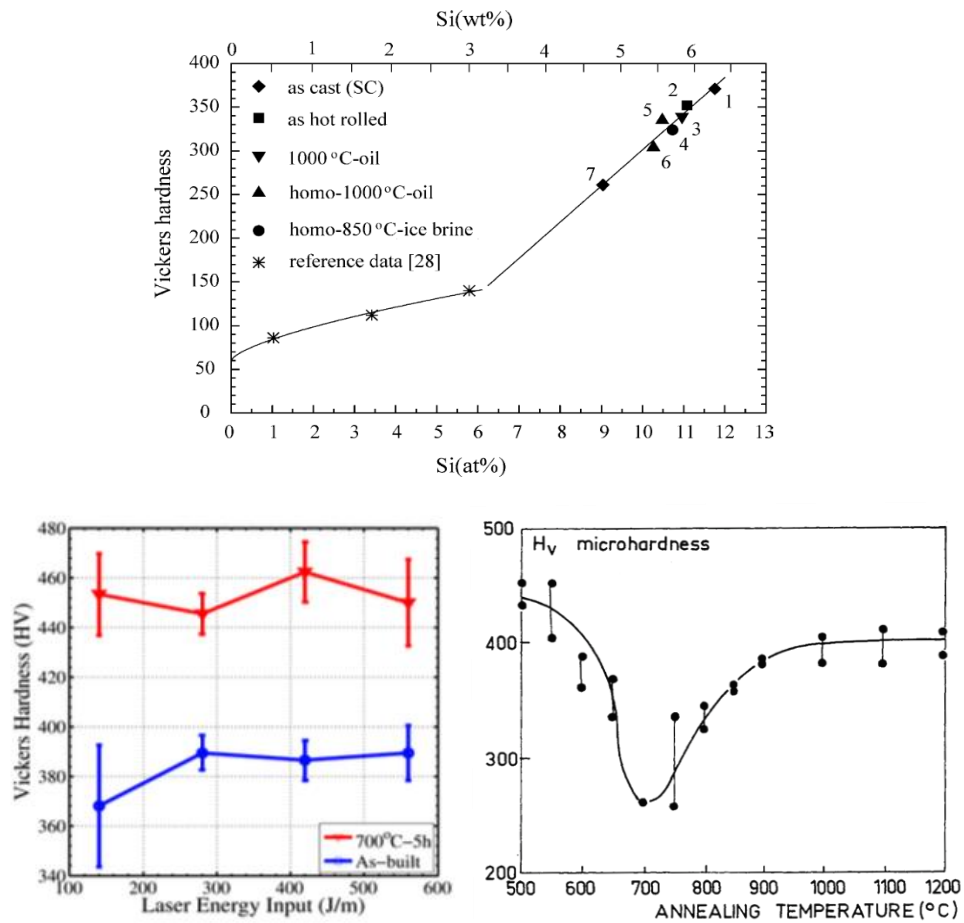 Si(wt%)
0 1 2 3 4 5 6
400
350
300
250
200
150
100
50
0
Vickers hardness
as cast (SC)
as hot rolled
1000 °C-oil
homo-1000°C-oil
homo-850°C-ice brine
reference data [28]
1
2
3
4
5
6
7
0 1 2 3 4 5 6 7 8 9 10 11 12 13
Si(at%)
480
460
440
420
400
380
360
340
Vickers Hardness (HV)
700°C-5h
As-built
100 200 300 400 500 600
Laser Energy Input (J/m)
500
400
300
200
Hv microhardness
500 600 700 800 900 1000 1100 1200
ANNEALING TEMPERATURE (°C)